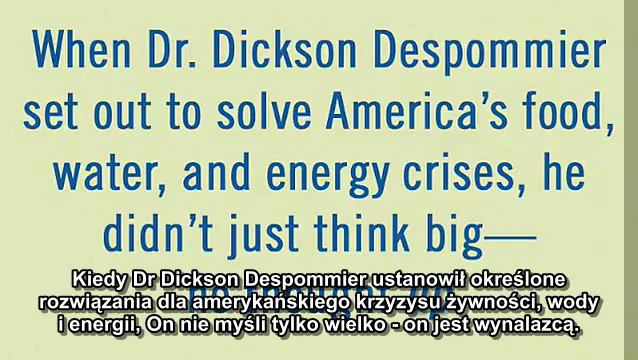 When Dr. Dickson Despommier
set out to solve America’s food,
water, and energy crises, he
didn’t just think big—
Kiedy Dr Dickson Despommier ustanowił określone
rozwiązania dla amerykańskiego krzyzysu żywności, wody
i energii, On nie myśli tylko wielko - on jest wynalazcą.